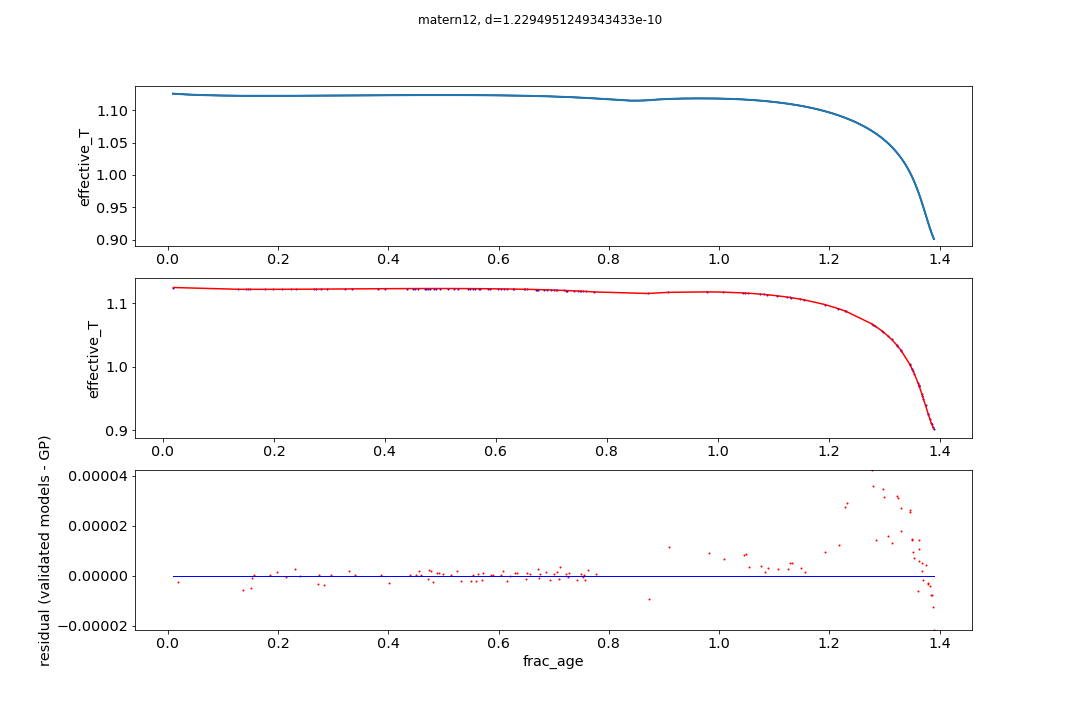 matern12, d=1.2294951249343433e-10
effective_T
1.10
1.05
1.00
0.95
0.90
0.0 0.2 0.4 0.6 0.8 1.0 1.2 1.4
effective_T
1.1
1.0
0.9
0.0 0.2 0.4 0.6 0.8 1.0 1.2 1.4
residual (validated models - GP)
0.00004
0.00002
0.00000
−0.00002
0.0 0.2 0.4 0.6 0.8 1.0 1.2 1.4
frac_age